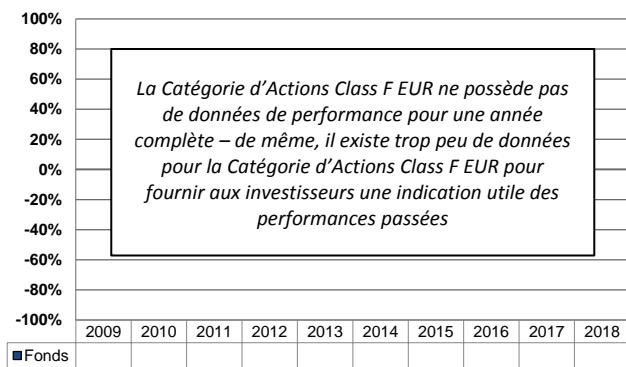 100%
80%
60%
40%
20%
0%
-20%
-40%
-60%
-80%
-100%
La Catégorie d’Actions Class F EUR ne possède pas
de données de performance pour une année
complète – de même, il existe trop peu de données
pour la Catégorie d’Actions Class F EUR pour
fournir aux investisseurs une indication utile des
performances passées
2009 2010 2011 2012 2013 2014 2015 2016 2017 2018
Fonds